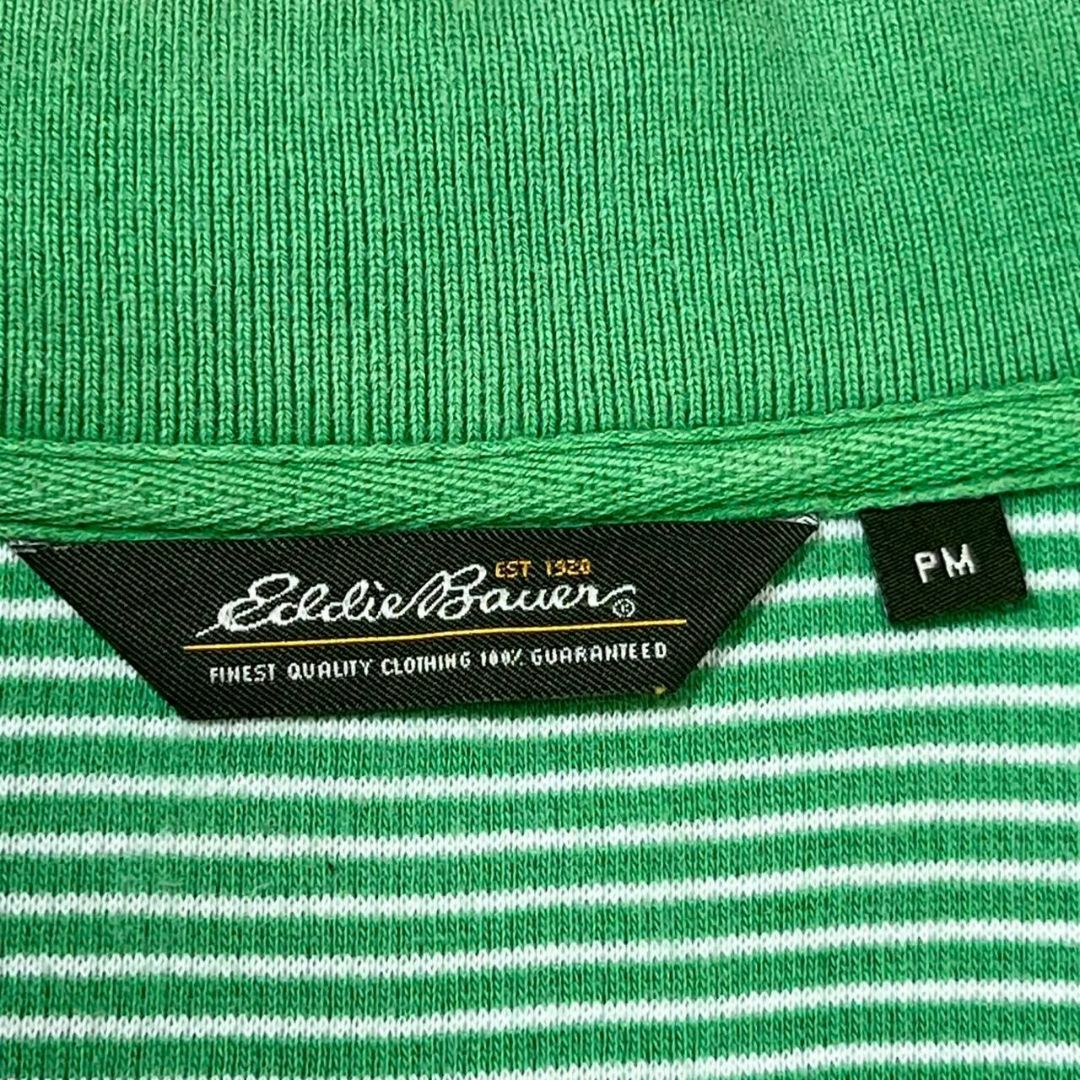 EST 1920
Eddie Bauer®
FINEST QUALITY CLOTHING 100% GUARANTEED
PM